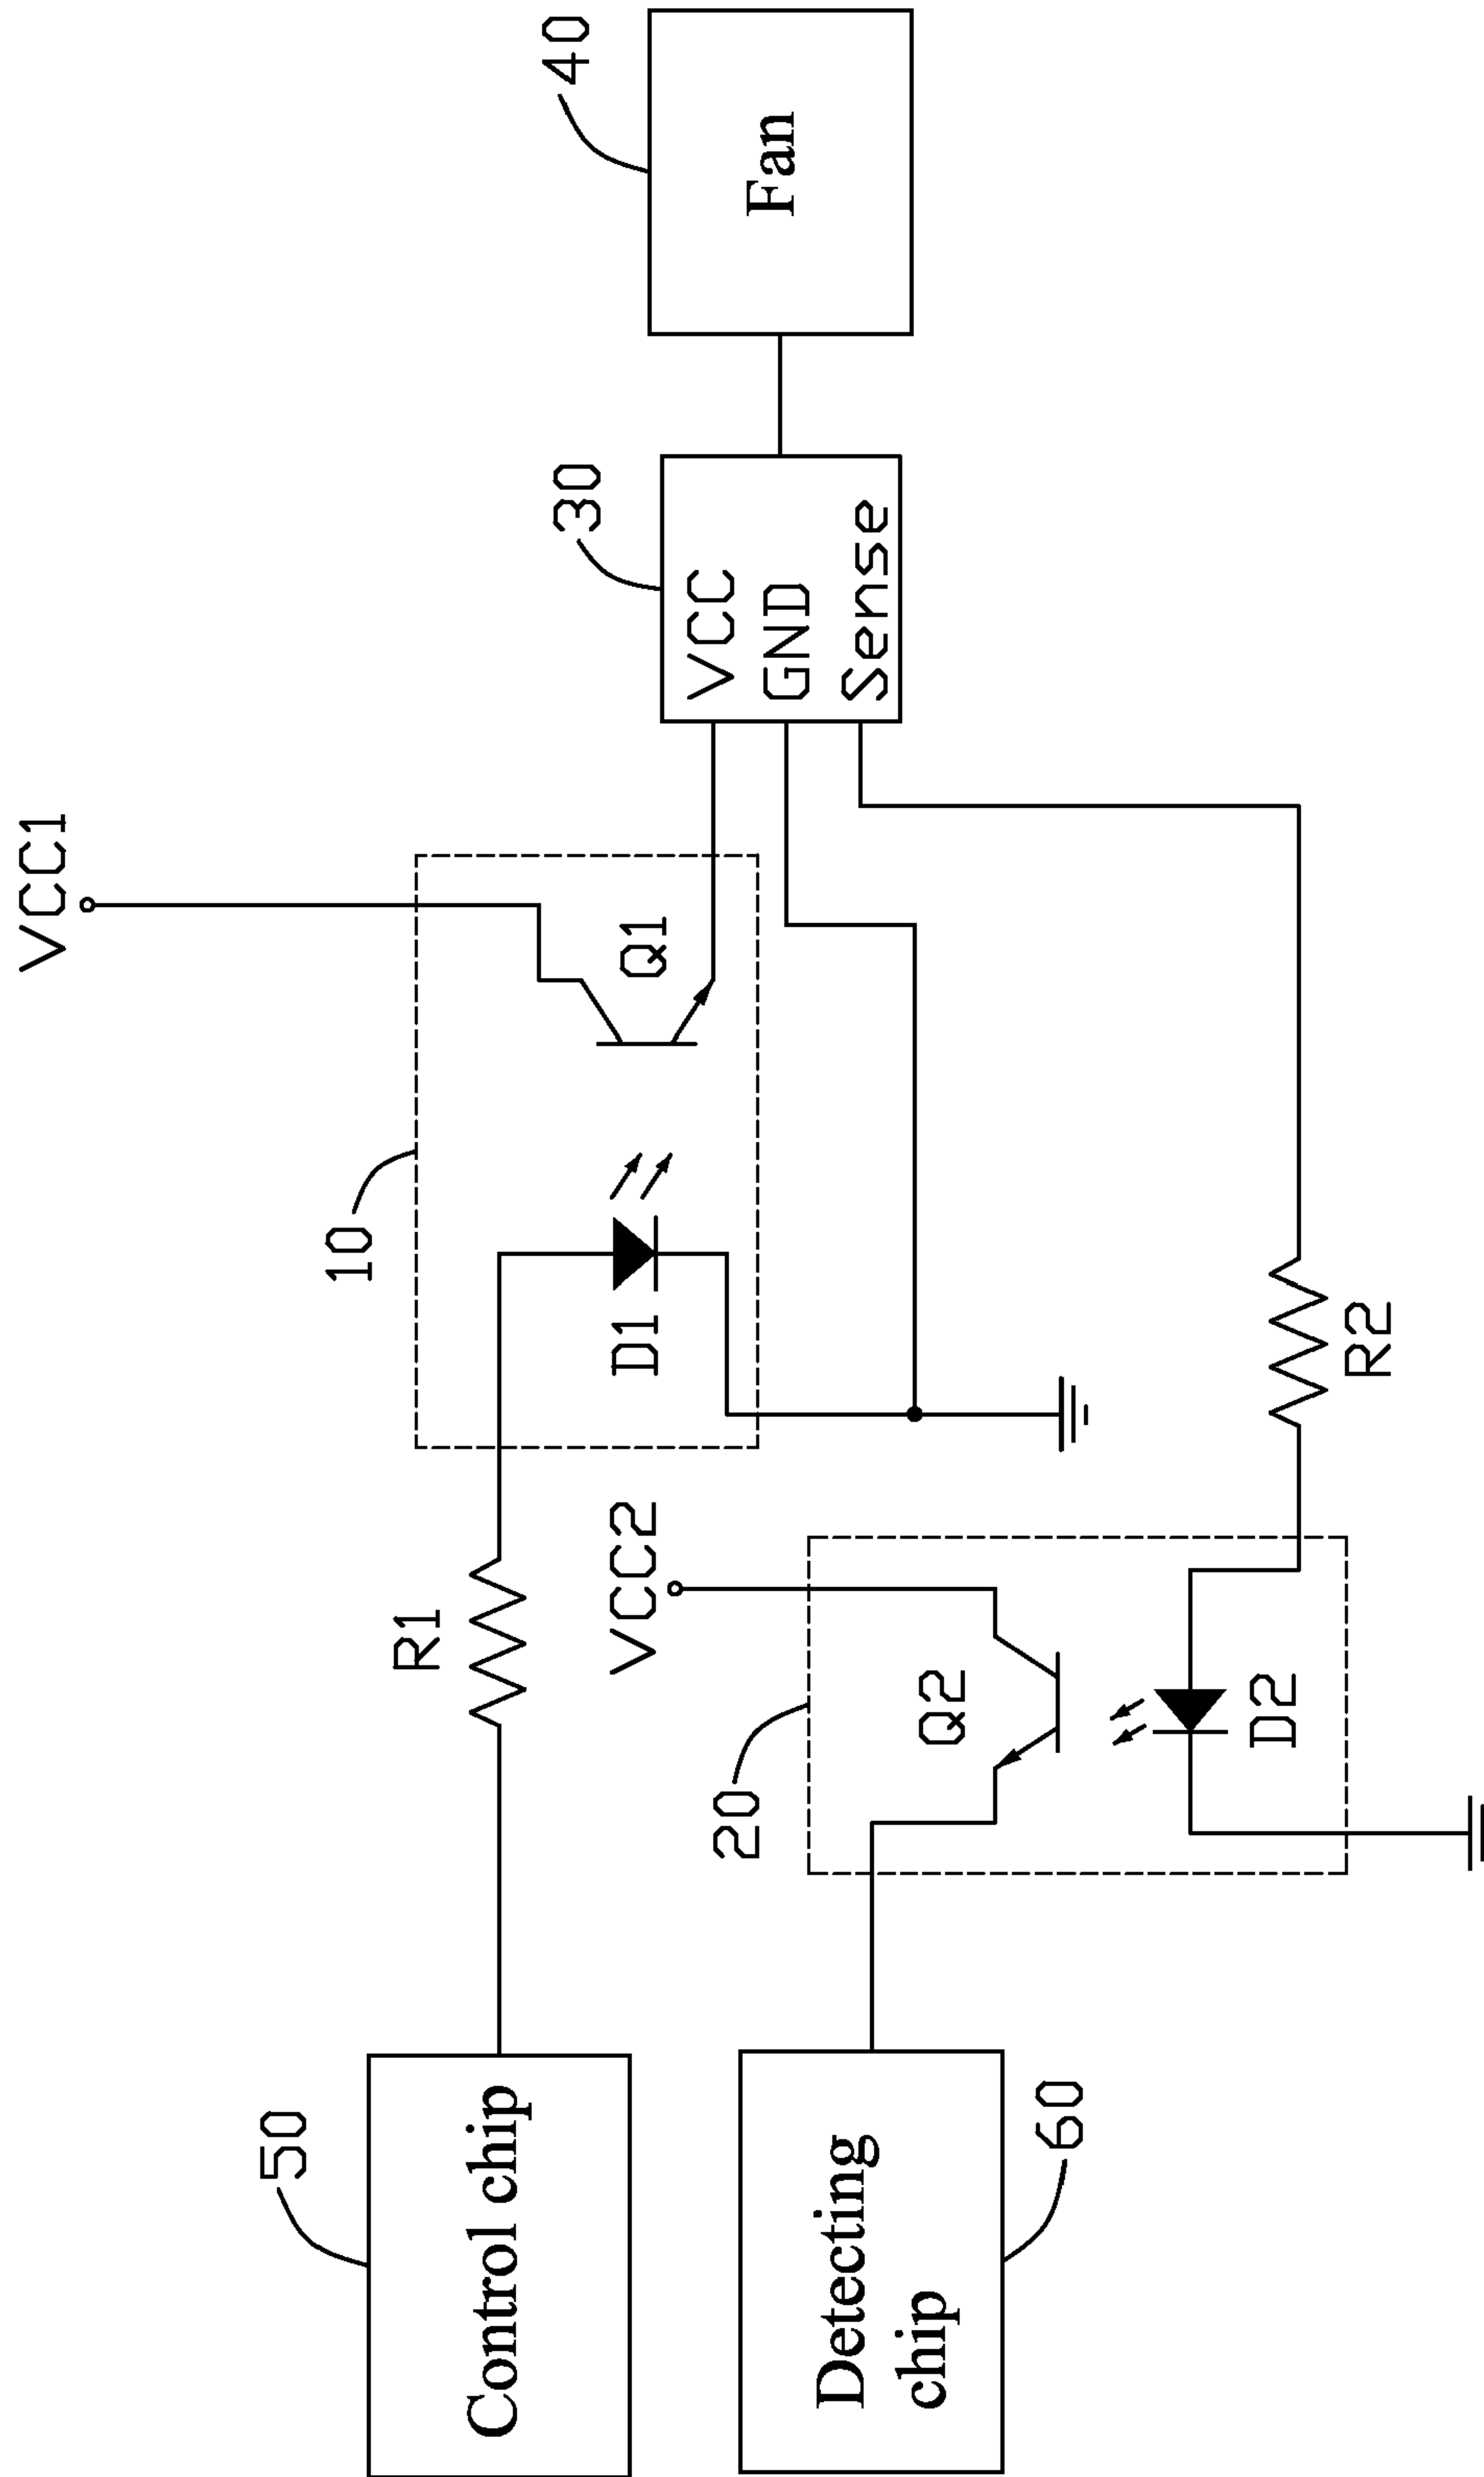 VCC1
50
Control chip
R1
10
D1
Q1
30
VCC
GND
Sense
40
Fan
VCC2
20
Q2
D2
Detecting
chip
60
R2